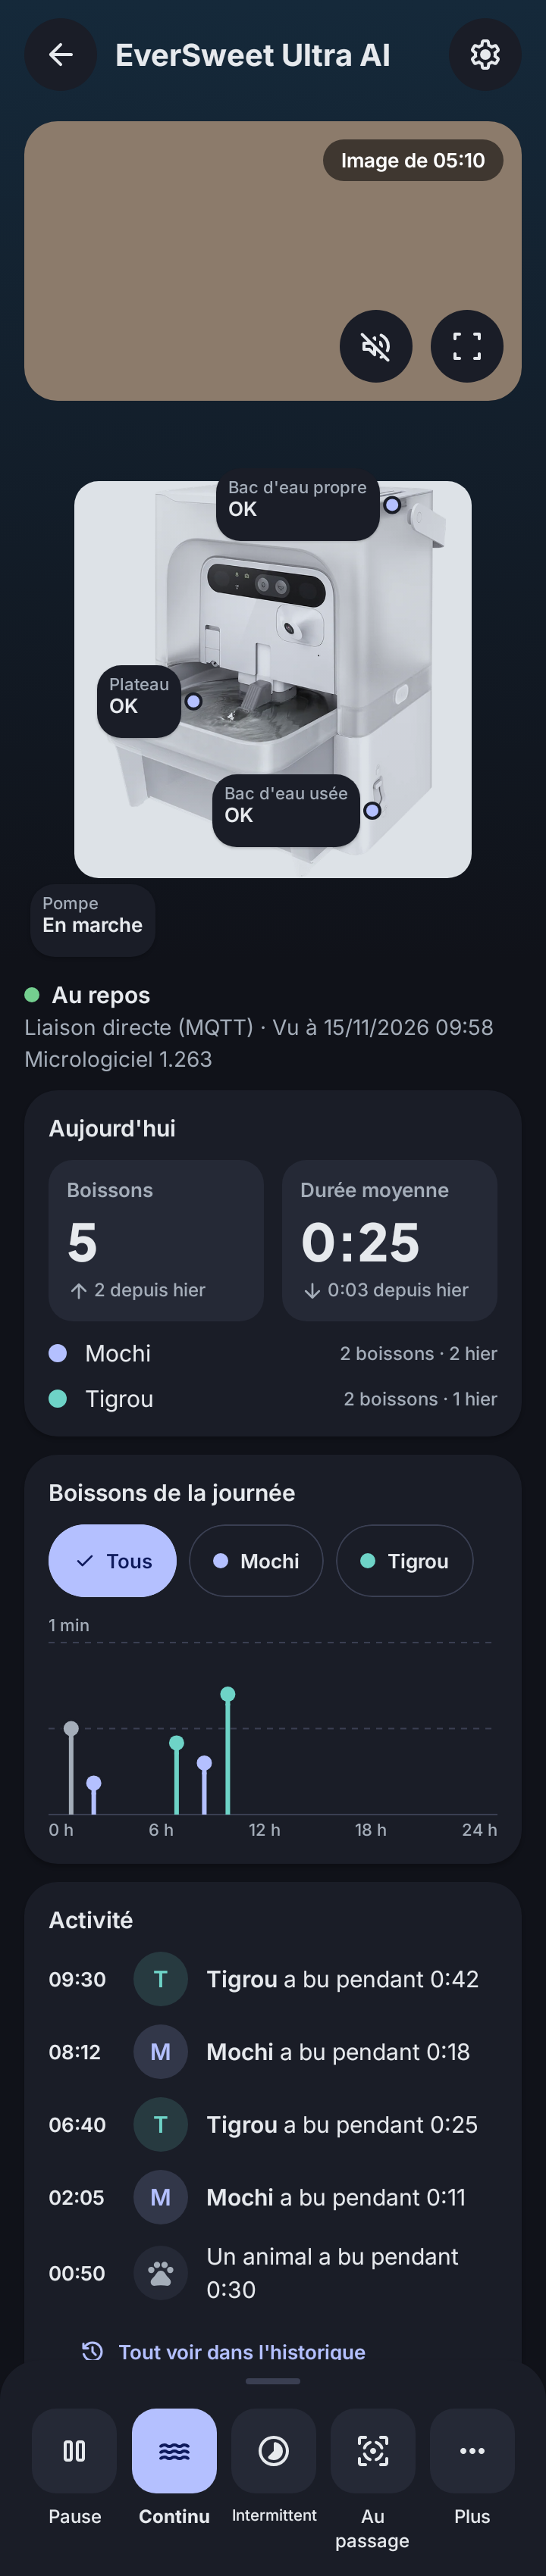 EverSweet Ultra AI
Image de 05:10
Bac d'eau propre
OK
Plateau
OK
Bac d'eau usée
OK
Pompe
En marche
Au repos
Liaison directe (MQTT) · Vu à 15/11/2026 09:58
Micrologiciel 1.263
Aujourd'hui
Boissons
5
↑ 2 depuis hier
Durée moyenne
0:25
↓ 0:03 depuis hier
Mochi 2 boissons · 2 hier
Tigrou 2 boissons · 1 hier
Boissons de la journée
Tous Mochi Tigrou
1 min
0 h 6 h 12 h 18 h 24 h
Activité
09:30 T Tigrou a bu pendant 0:42
08:12 M Mochi a bu pendant 0:18
06:40 T Tigrou a bu pendant 0:25
02:05 M Mochi a bu pendant 0:11
00:50 Un animal a bu pendant
0:30
Tout voir dans l'historique
Pause Continu Intermittent Au Plus
passage